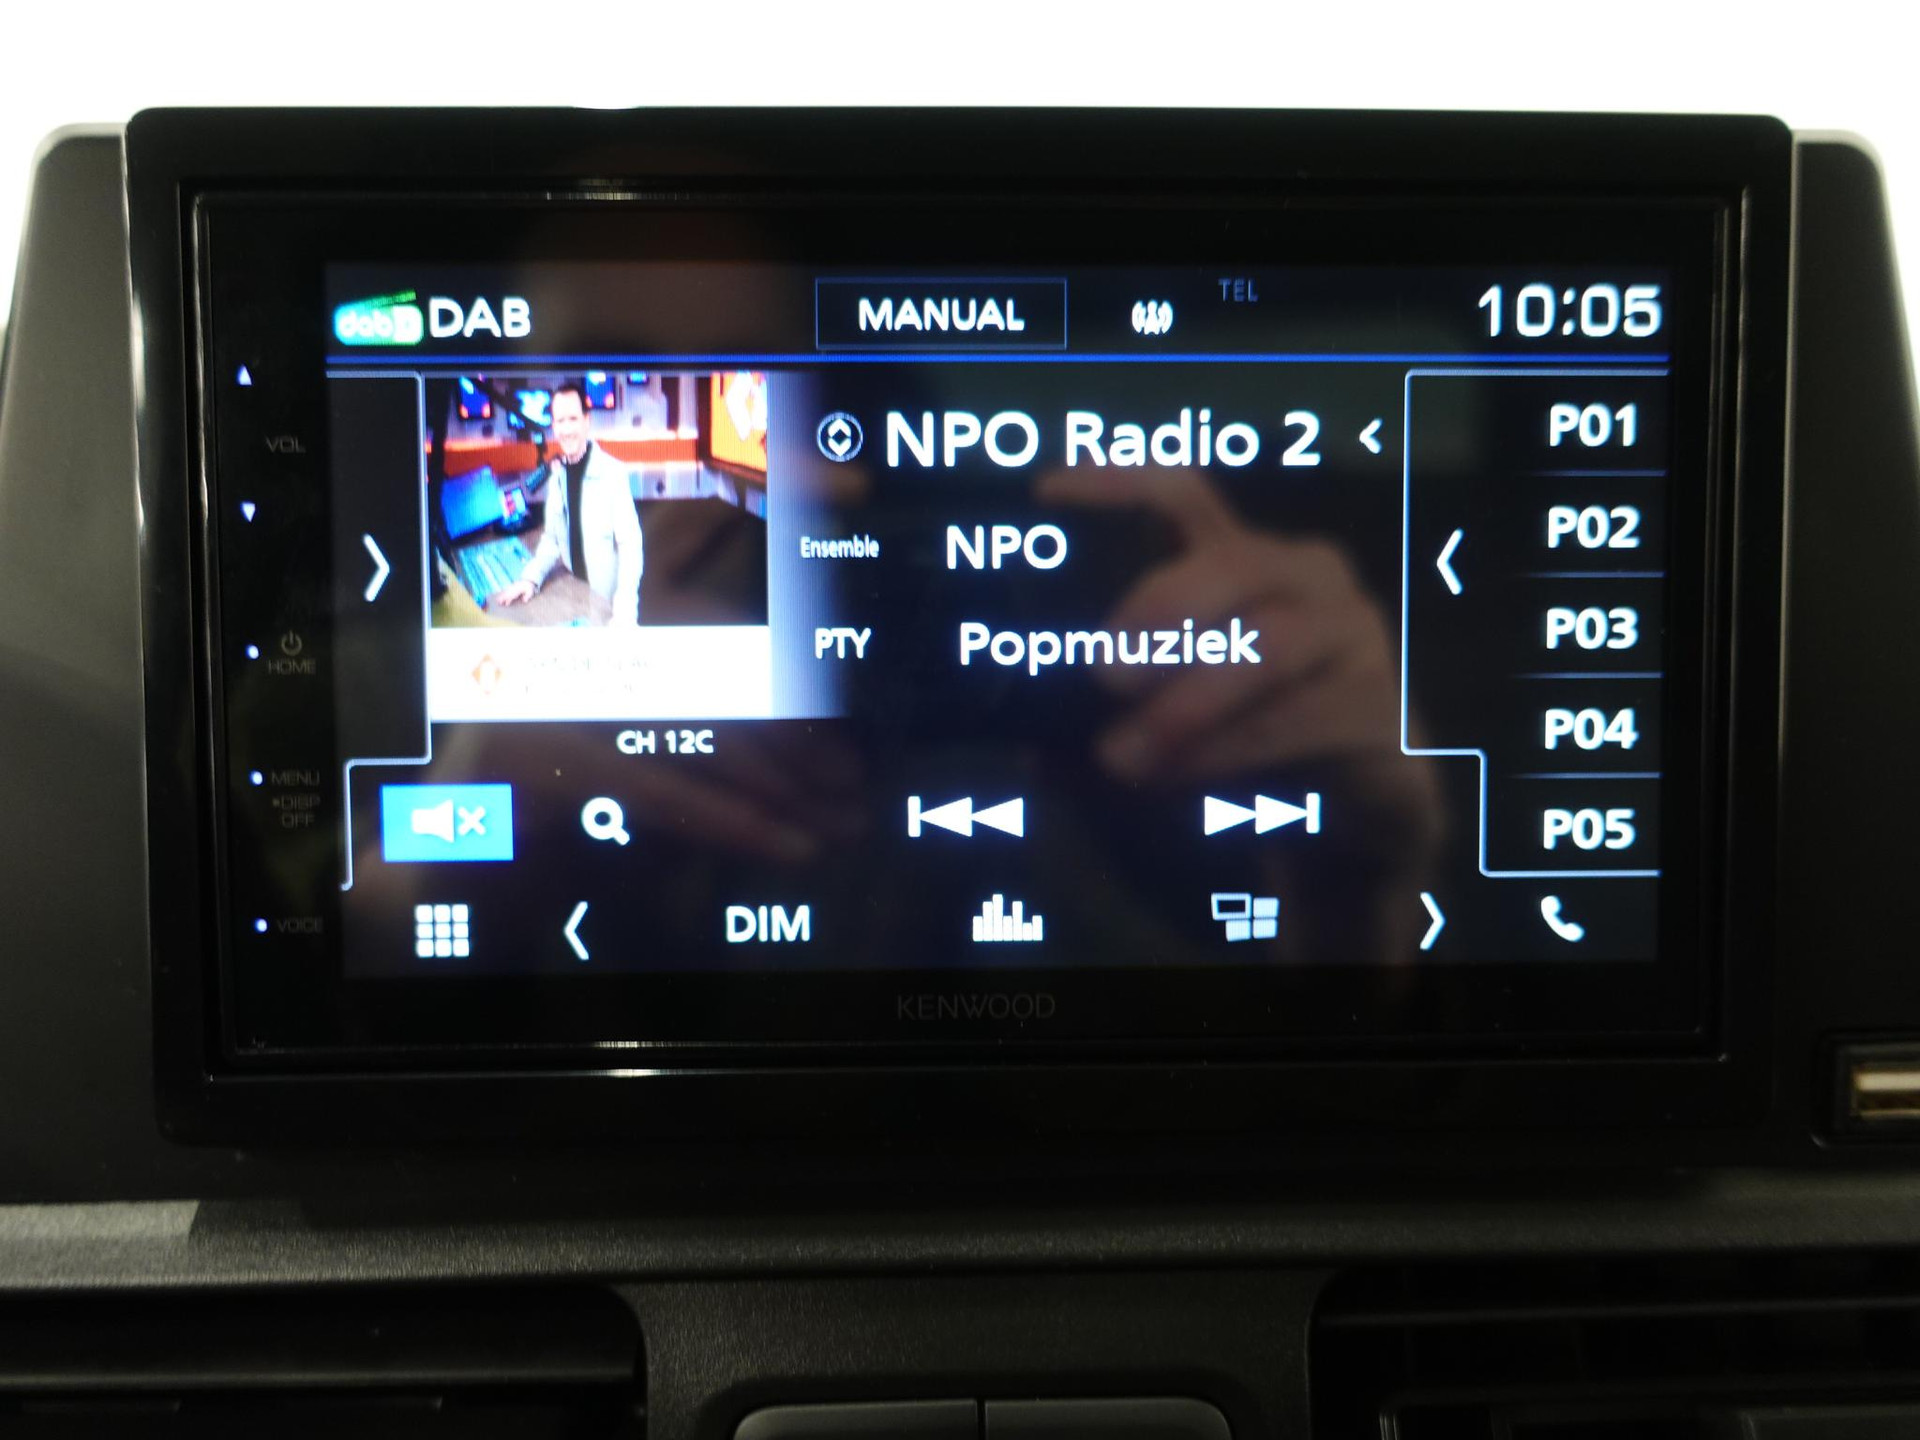 dab DAB
MANUAL
TEL
10:05
VOL
NPO Radio 2
P01
Ensemble NPO
P02
PTY Popmuziek
P03
HOME
P04
CH 12C
MENU
DISP
OFF
P05
VOICE
DIM
KENWOOD